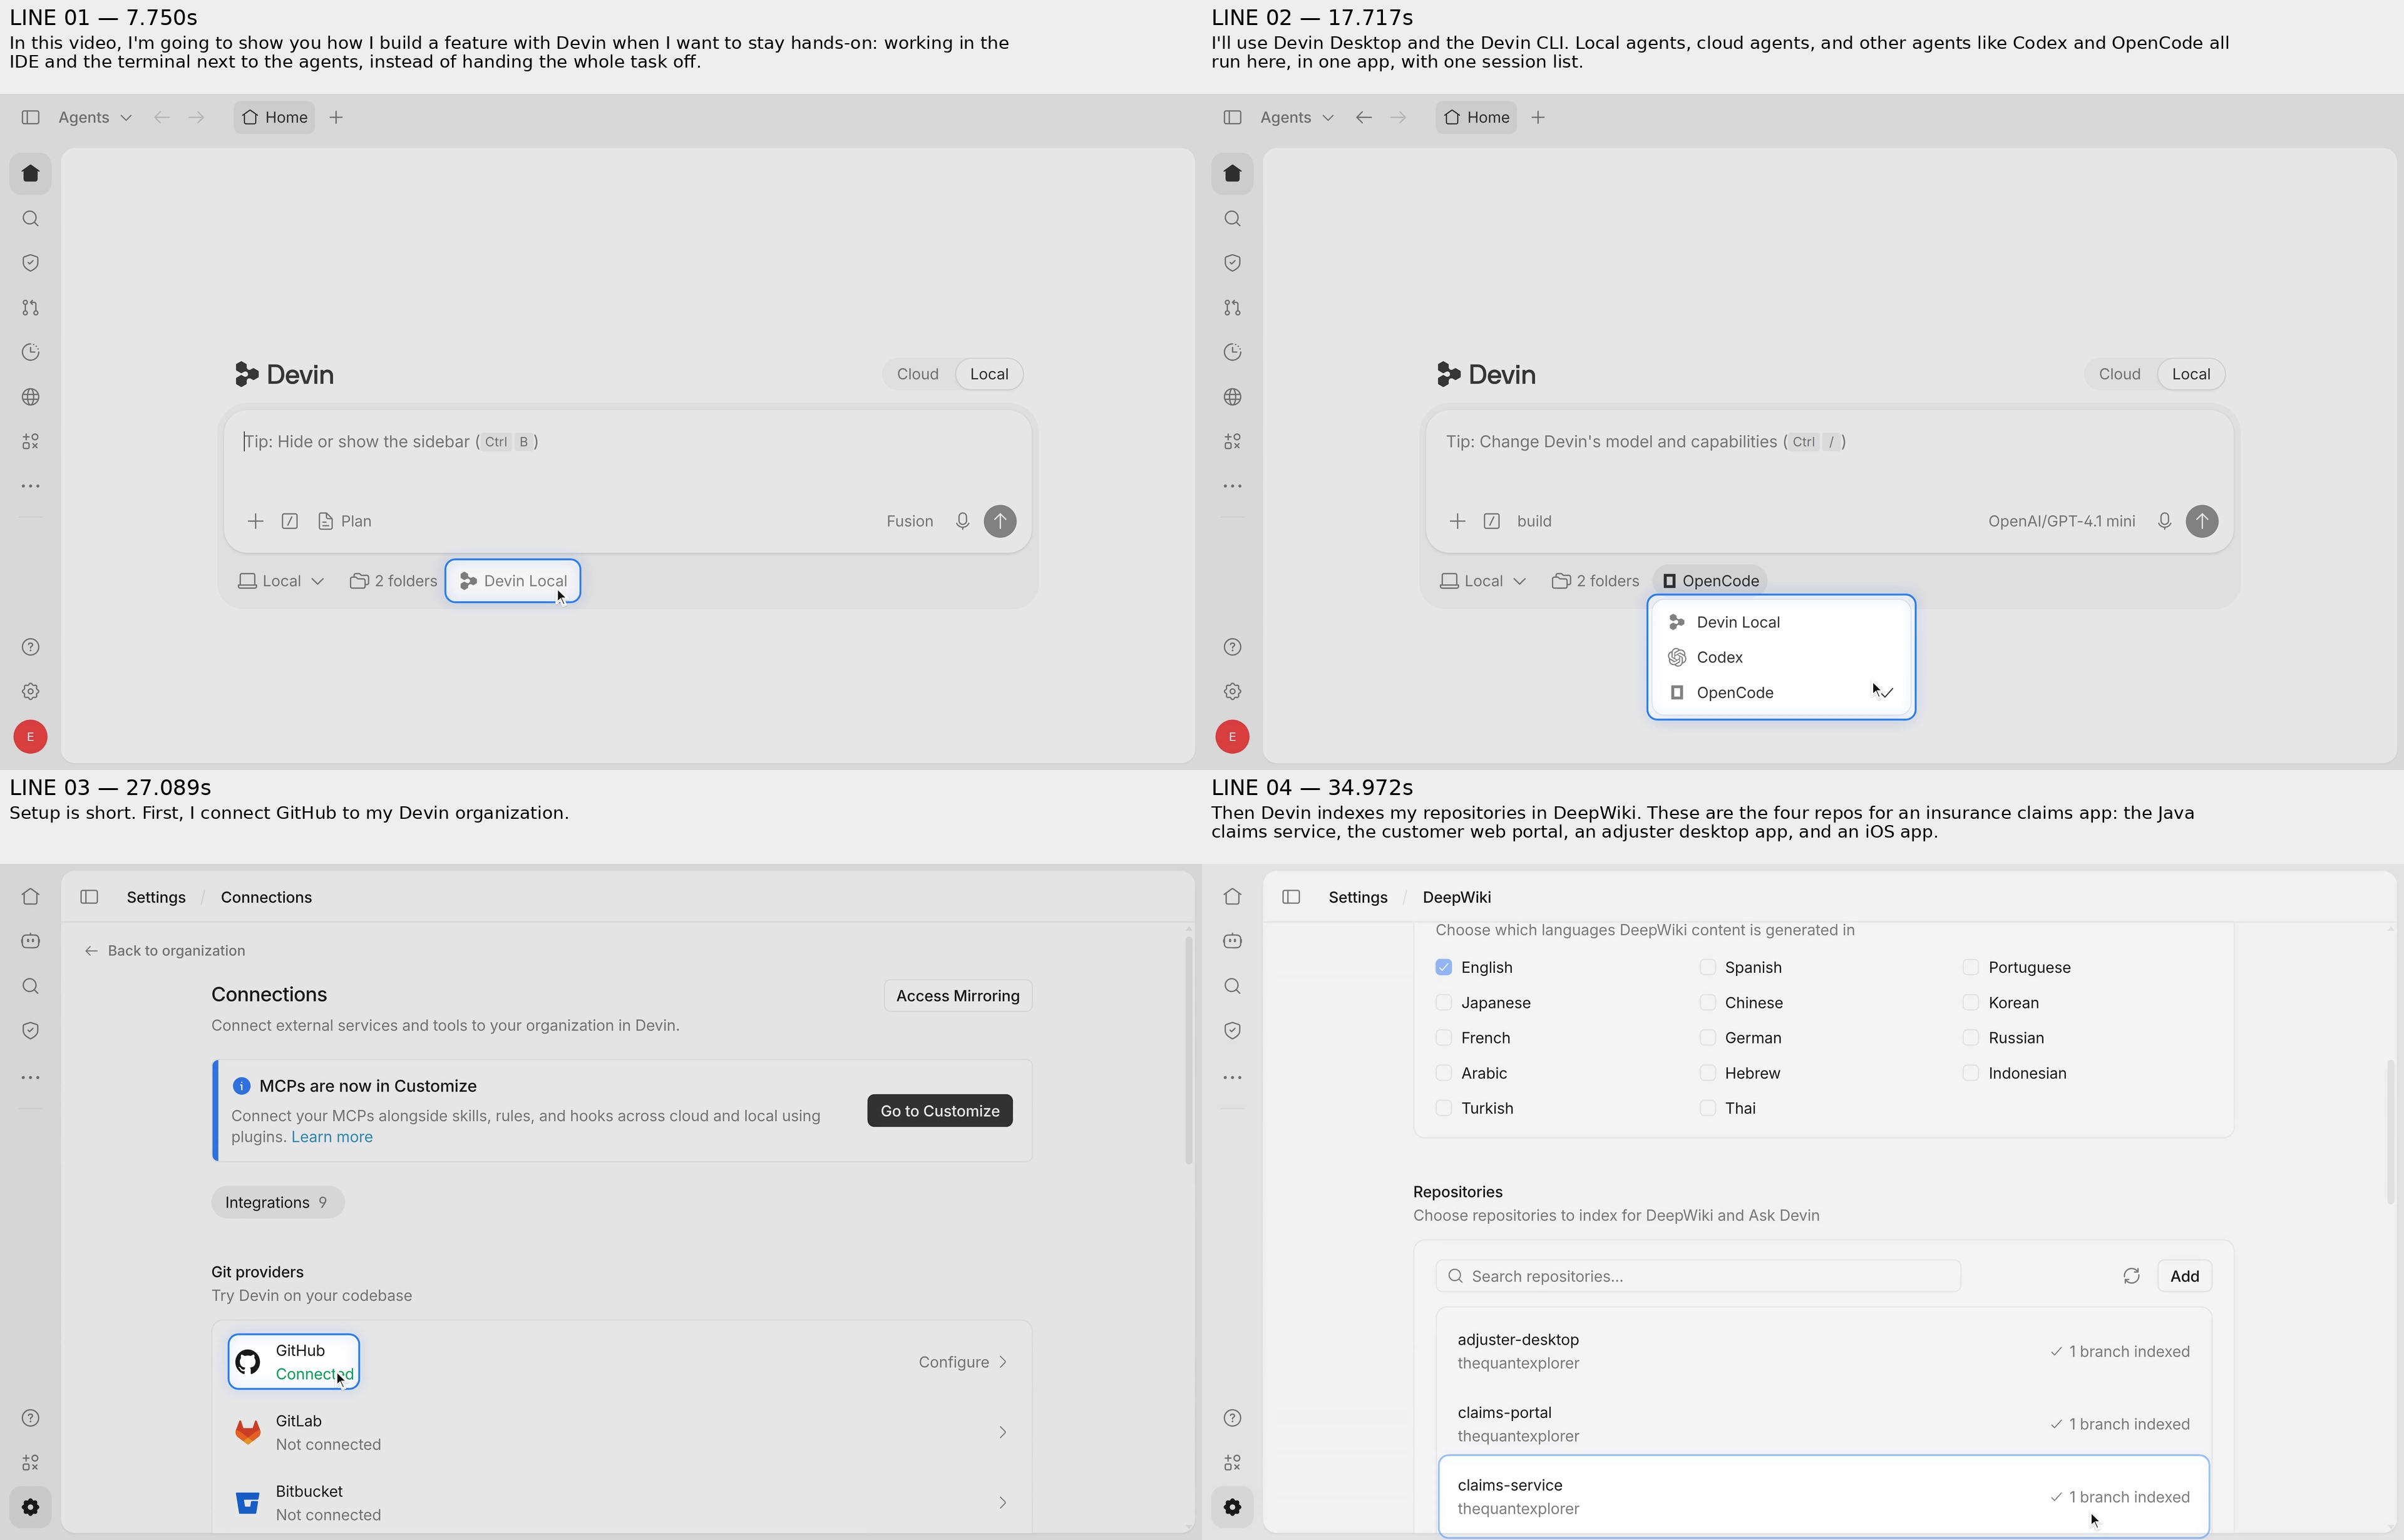 LINE 01 — 7.750s
In this video, I'm going to show you how I build a feature with Devin when I want to stay hands-on: working in the
IDE and the terminal next to the agents, instead of handing the whole task off.
Agents
Home
Devin
Cloud
Local
Tip: Hide or show the sidebar (Ctrl B)
Plan
Fusion
Local
2 folders
Devin Local
E
LINE 02 — 17.717s
I'll use Devin Desktop and the Devin CLI. Local agents, cloud agents, and other agents like Codex and OpenCode all
run here, in one app, with one session list.
Agents
Home
Devin
Cloud
Local
Tip: Change Devin's model and capabilities (Ctrl /)
build
OpenAI/GPT-4.1 mini
Local
2 folders
OpenCode
Devin Local
Codex
OpenCode
E
LINE 03 — 27.089s
Setup is short. First, I connect GitHub to my Devin organization.
Settings / Connections
Back to organization
Connections
Access Mirroring
Connect external services and tools to your organization in Devin.
MCPs are now in Customize
Connect your MCPs alongside skills, rules, and hooks across cloud and local using
plugins. Learn more
Go to Customize
Integrations 9
Git providers
Try Devin on your codebase
GitHub
Connected
Configure
GitLab
Not connected
Bitbucket
Not connected
LINE 04 — 34.972s
Then Devin indexes my repositories in DeepWiki. These are the four repos for an insurance claims app: the Java
claims service, the customer web portal, an adjuster desktop app, and an iOS app.
Settings / DeepWiki
Choose which languages DeepWiki content is generated in
English
Spanish
Portuguese
Japanese
Chinese
Korean
French
German
Russian
Arabic
Hebrew
Indonesian
Turkish
Thai
Repositories
Choose repositories to index for DeepWiki and Ask Devin
Search repositories...
Add
adjuster-desktop
thequantexplorer
1 branch indexed
claims-portal
thequantexplorer
1 branch indexed
claims-service
thequantexplorer
1 branch indexed